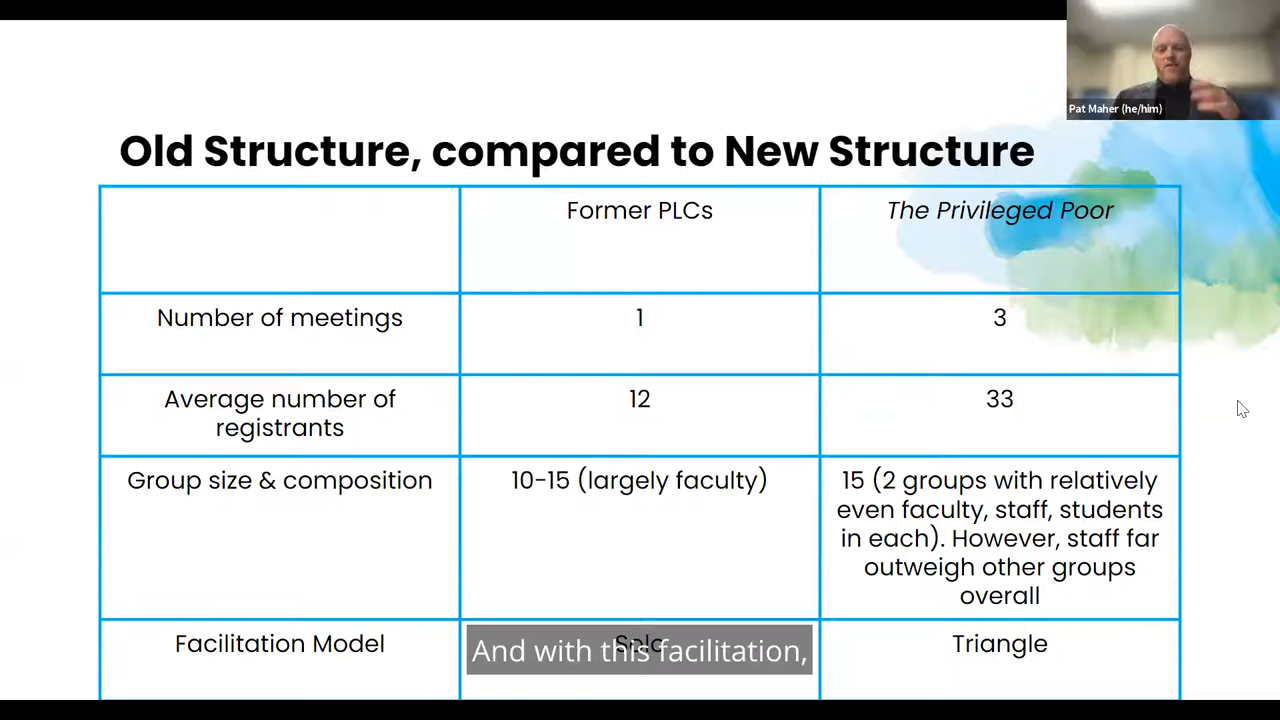 Pat Maher (he/him)
Old Structure, compared to New Structure
Former PLCs
The Privileged Poor
Number of meetings
1
3
Average number of
registrants
12
33
Group size & composition
10-15 (largely faculty)
15 (2 groups with relatively
even faculty, staff, students
in each). However, staff far
outweigh other groups
overall
Facilitation Model
Solo
Triangle
And with this facilitation,